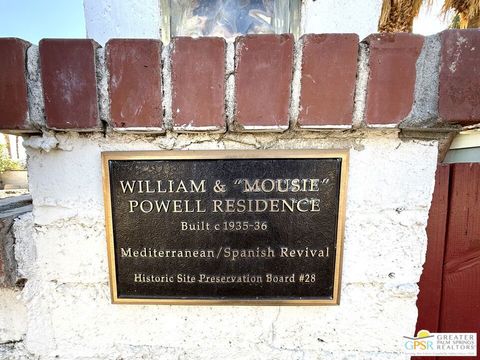 WILLIAM & “MOUSIE”
POWELL RESIDENCE
Built c 1935-36
Mediterranean/Spanish Revival
Historic Site Preservation Board #28
GPSR
GREATER
PALM SPRINGS
REALTORS